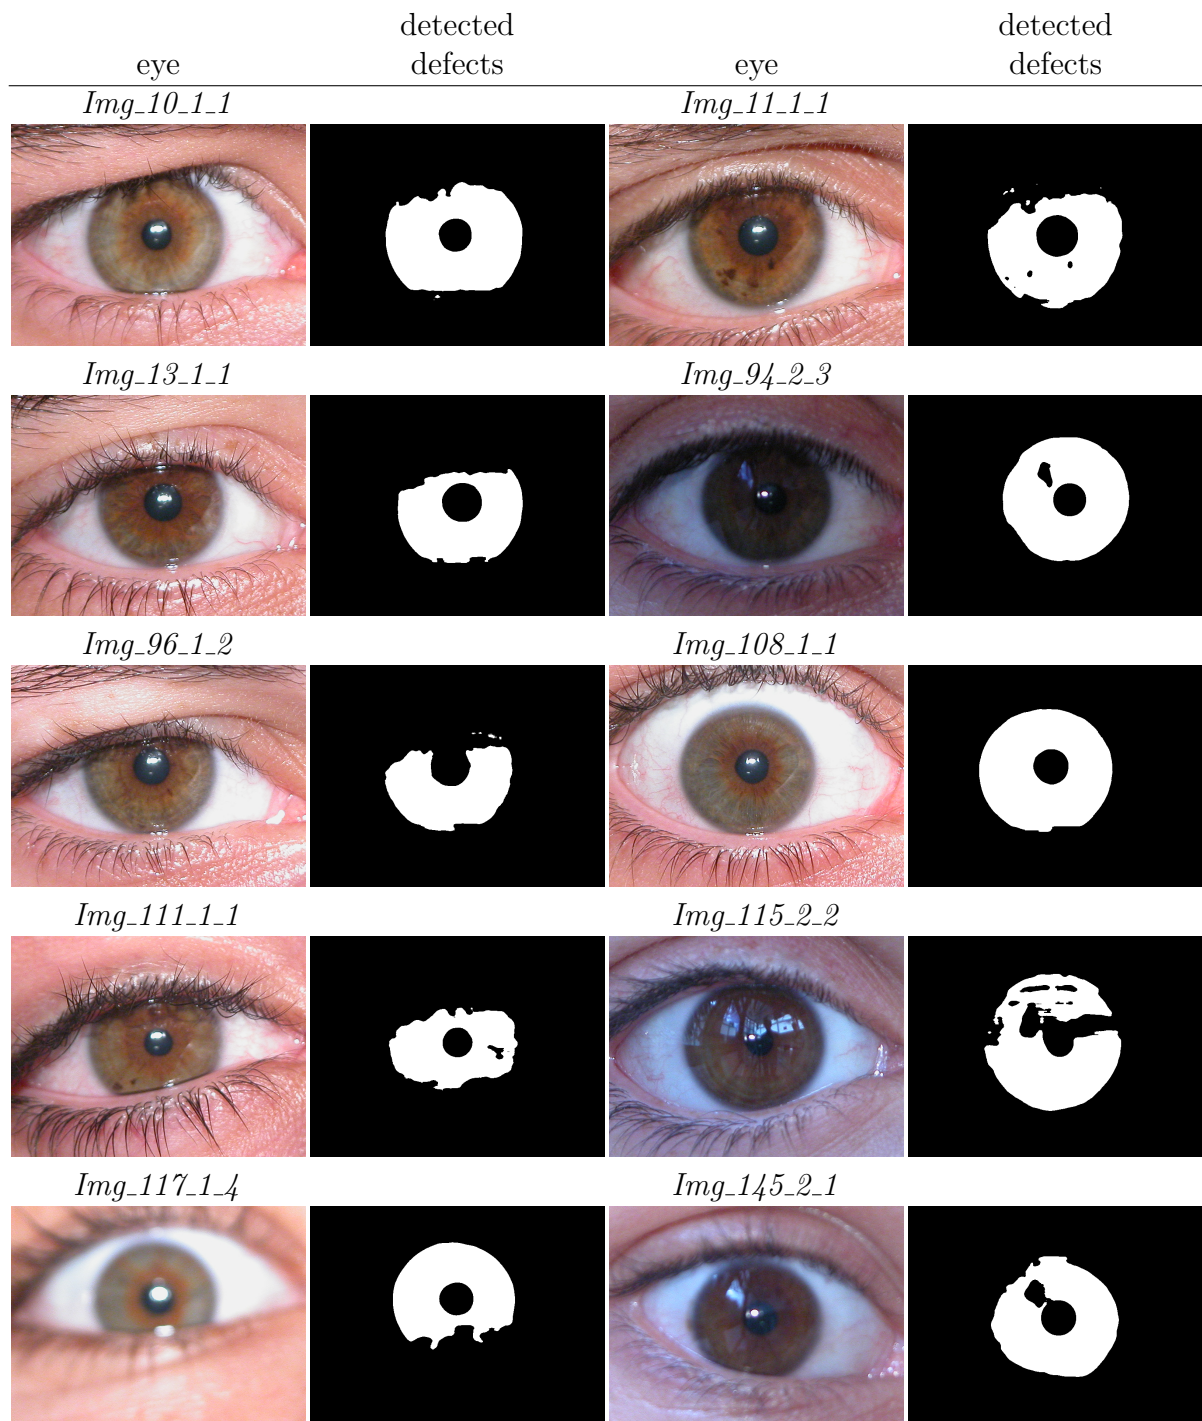 detected detected
eye defects eye defects
Img_10_1_1 Img_11_1_1
Img_13_1_1 Img_94_2_3
Img_96_1_2 Img_108_1_1
Img_111_1_1 Img_115_2_2
Img_117_1_4 Img_145_2_1